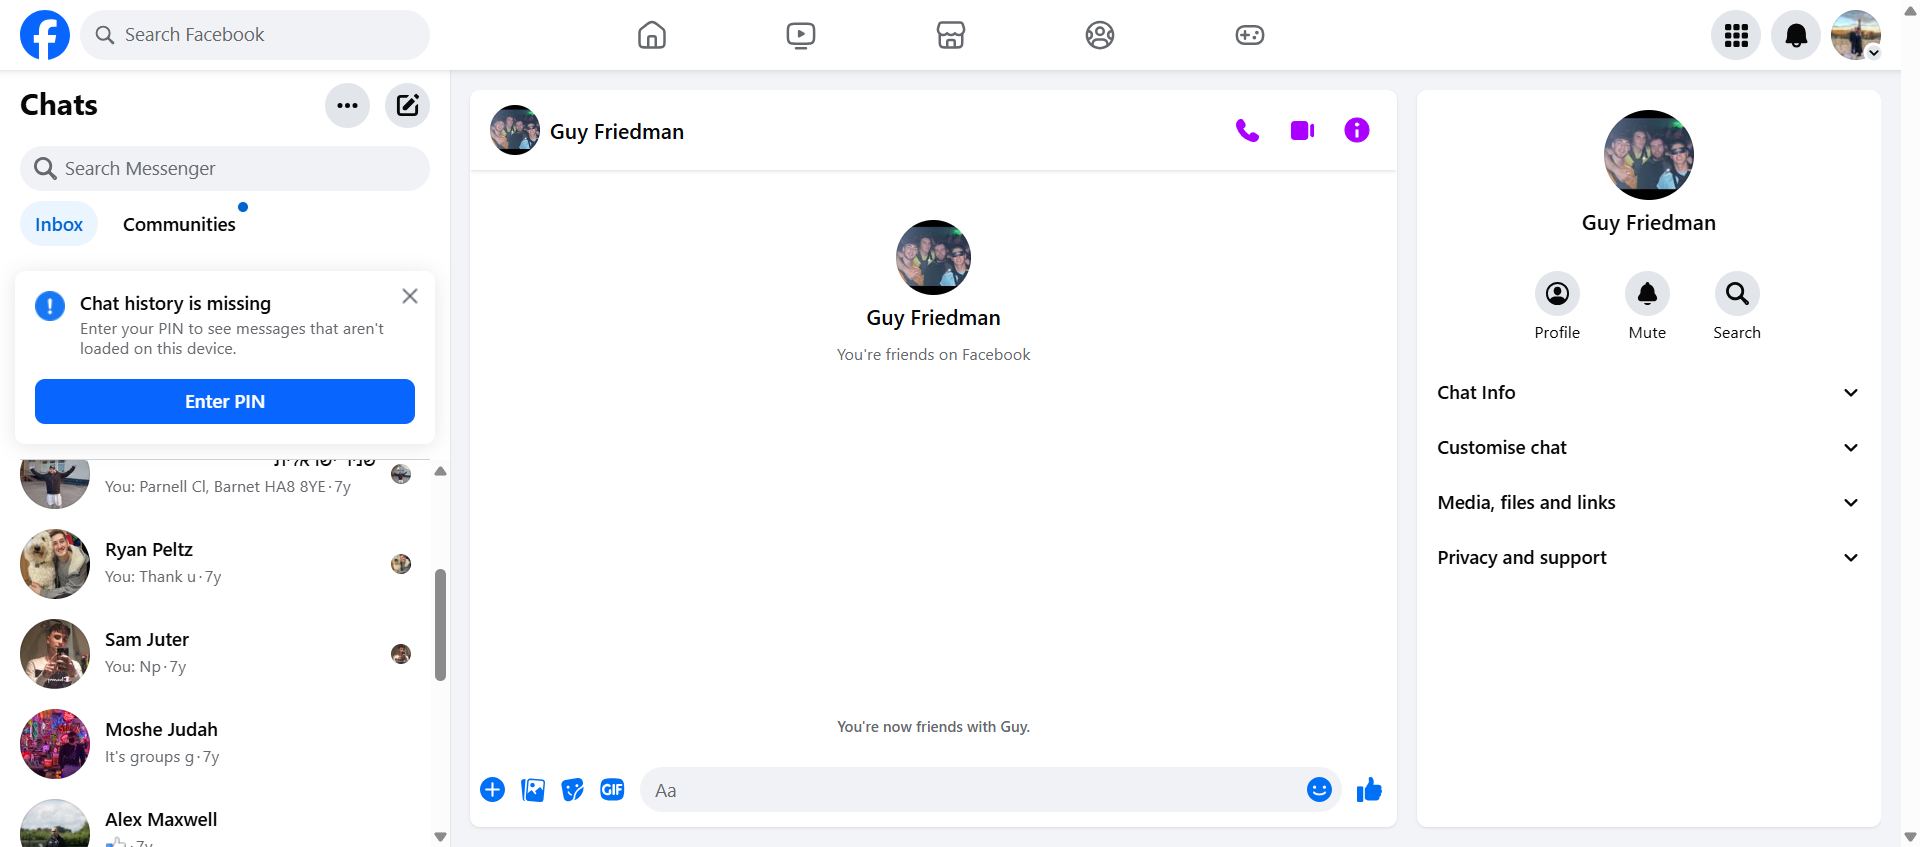 Search Facebook
Chats
Search Messenger
Inbox
Communities
Chat history is missing
Enter your PIN to see messages that aren't
loaded on this device.
Enter PIN
You: Parnell Cl, Barnet HA8 8YE · 7y
Ryan Peltz
You: Thank u · 7y
Sam Juter
You: Np · 7y
Moshe Judah
It's groups g · 7y
Alex Maxwell
7y
Guy Friedman
Guy Friedman
You're friends on Facebook
You're now friends with Guy.
GIF
Aa
Guy Friedman
Profile
Mute
Search
Chat Info
Customise chat
Media, files and links
Privacy and support